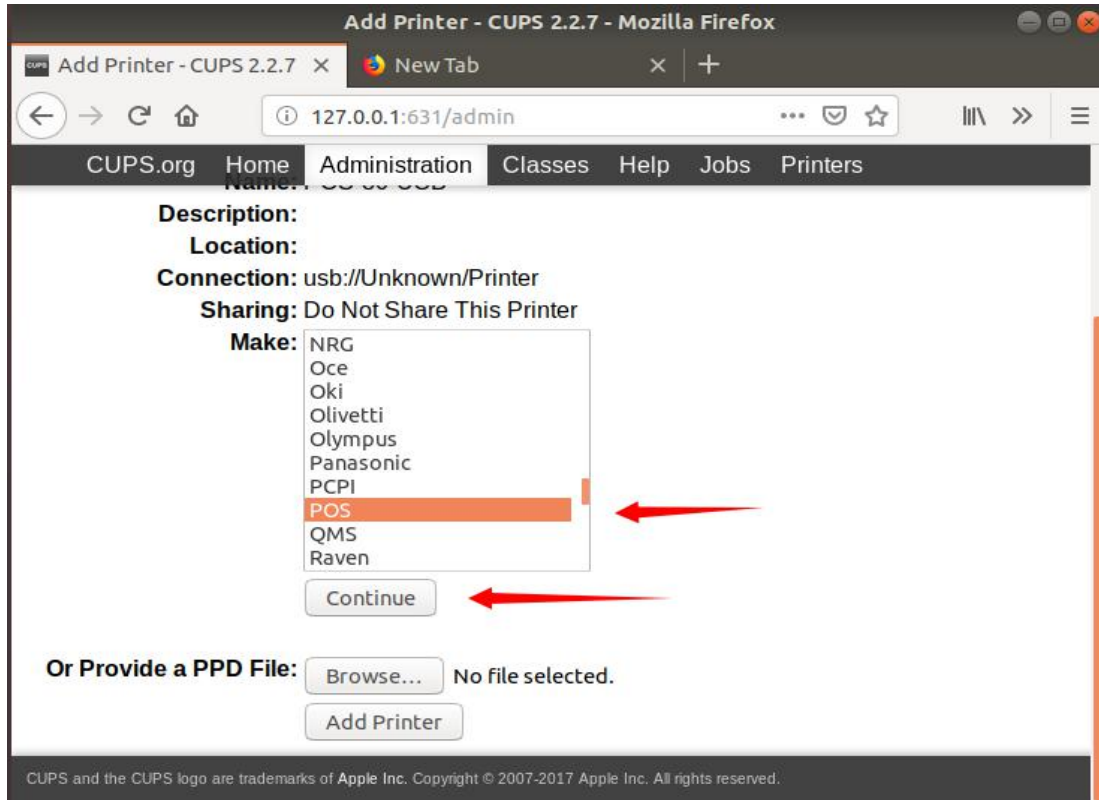 Add Printer - CUPS 2.2.7 - Mozilla Firefox
CUPS Add Printer - CUPS 2.2.7 New Tab
127.0.0.1:631/admin
CUPS.org Home Administration Classes Help Jobs Printers
Name:
Description:
Location:
Connection: usb://Unknown/Printer
Sharing: Do Not Share This Printer
Make: NRG
Oce
Oki
Olivetti
Olympus
Panasonic
PCPI
POS
QMS
Raven
Continue
Or Provide a PPD File: Browse... No file selected.
Add Printer
CUPS and the CUPS logo are trademarks of Apple Inc. Copyright © 2007-2017 Apple Inc. All rights reserved.